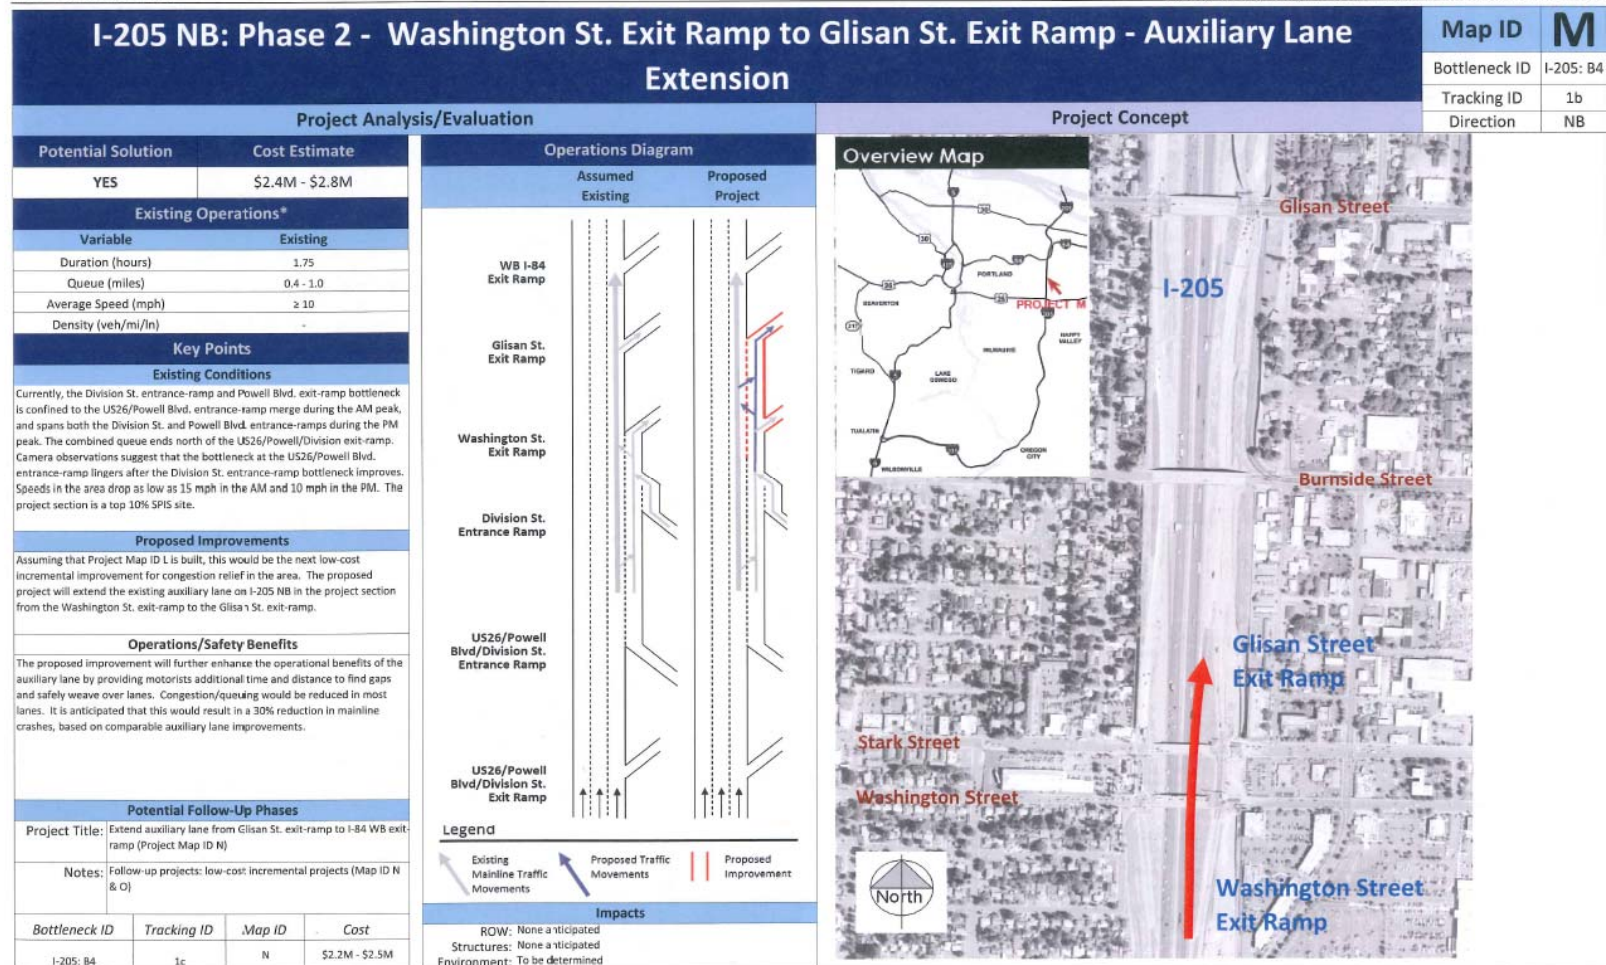 I-205 NB: Phase 2 - Washington St. Exit Ramp to Glisan St. Exit Ramp - Auxiliary Lane
Extension
Map ID M
Bottleneck ID I-205: B4
Tracking ID 1b
Direction NB
Project Analysis/Evaluation
Potential Solution Cost Estimate
YES $2.4M - $2.8M
Existing Operations*
Variable Existing
Duration (hours) 1.75
Queue (miles) 0.4 - 1.0
Average Speed (mph) ≥ 10
Density (veh/mi/ln) -
Key Points
Existing Conditions
Currently, the Division St. entrance-ramp and Powell Blvd. exit-ramp bottleneck
is confined to the US26/Powell Blvd. entrance-ramp merge during the AM peak,
and spans both the Division St. and Powell Blvd. entrance-ramps during the PM
peak. The combined queue ends north of the US26/Powell/Division exit-ramp.
Camera observations suggest that the bottleneck at the US26/Powell Blvd.
entrance-ramp lingers after the Division St. entrance-ramp bottleneck improves.
Speeds in the area drop as low as 15 mph in the AM and 10 mph in the PM. The
project section is a top 10% SPIS site.
Proposed Improvements
Assuming that Project Map ID L is built, this would be the next low-cost
incremental improvement for congestion relief in the area. The proposed
project will extend the existing auxiliary lane on I-205 NB in the project section
from the Washington St. exit-ramp to the Glisan St. exit-ramp.
Operations/Safety Benefits
The proposed improvement will further enhance the operational benefits of the
auxiliary lane by providing motorists additional time and distance to find gaps
and safely weave over lanes. Congestion/queuing would be reduced in most
lanes. It is anticipated that this would result in a 30% reduction in mainline
crashes, based on comparable auxiliary lane improvements.
Potential Follow-Up Phases
Project Title: Extend auxiliary lane from Glisan St. exit-ramp to I-84 WB exit-
ramp (Project Map ID N)
Notes: Follow-up projects: low-cost incremental projects (Map ID N
& O)
Bottleneck ID Tracking ID Map ID Cost
I-205: B4 1c N $2.2M - $2.5M
Operations Diagram
Assumed Proposed
Existing Project
WB I-84
Exit Ramp
Glisan St.
Exit Ramp
Washington St.
Exit Ramp
Division St.
Entrance Ramp
US26/Powell
Blvd/Division St.
Entrance Ramp
US26/Powell
Blvd/Division St.
Exit Ramp
Legend
Existing
Mainline Traffic
Movements
Proposed Traffic
Movements
Proposed
Improvement
Impacts
ROW: None anticipated
Structures: None anticipated
Environment: To be determined
Project Concept
Overview Map
30
30
PORTLAND
26
26
BEAVERTON
PROJECT M
217
HAPPY
VALLEY
MILWAUKIE
TIGARD
LAKE
OSWEGO
TUALATIN
OREGON
CITY
WILSONVILLE
Glisan Street
I-205
Burnside Street
Glisan Street
Exit Ramp
Stark Street
Washington Street
Washington Street
Exit Ramp
North